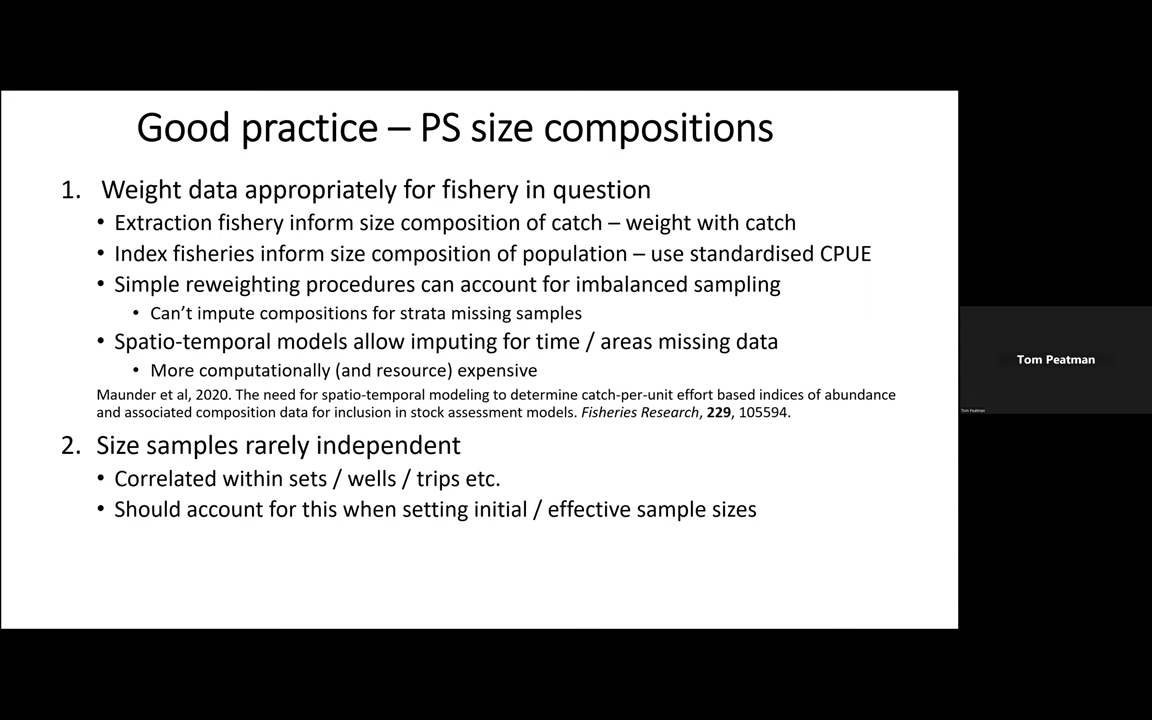 Good practice – PS size compositions
1. Weight data appropriately for fishery in question
• Extraction fishery inform size composition of catch – weight with catch
• Index fisheries inform size composition of population – use standardised CPUE
• Simple reweighting procedures can account for imbalanced sampling
• Can't impute compositions for strata missing samples
• Spatio-temporal models allow imputing for time / areas missing data
• More computationally (and resource) expensive
Maunder et al, 2020. The need for spatio-temporal modeling to determine catch-per-unit effort based indices of abundance
and associated composition data for inclusion in stock assessment models. Fisheries Research, 229, 105594.
2. Size samples rarely independent
• Correlated within sets / wells / trips etc.
• Should account for this when setting initial / effective sample sizes
Tom Peatman
Tom Peatman